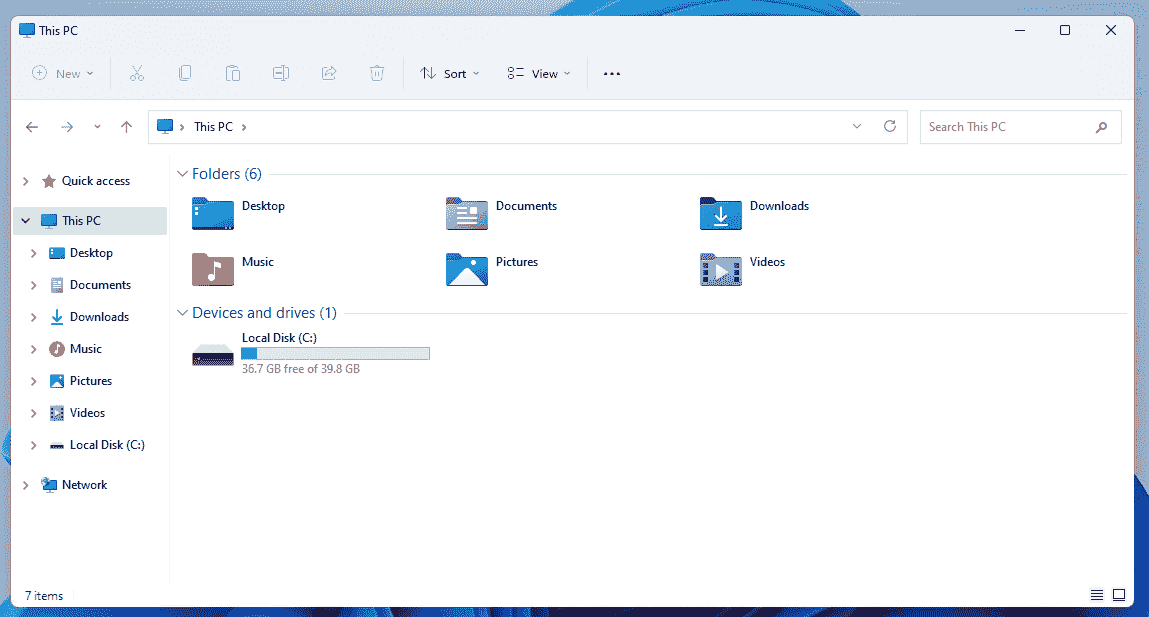 This PC
New
Sort
View
This PC
Search This PC
Quick access
This PC
Desktop
Documents
Downloads
Music
Pictures
Videos
Local Disk (C:)
Network
Folders (6)
Desktop
Documents
Downloads
Music
Pictures
Videos
Devices and drives (1)
Local Disk (C:)
36.7 GB free of 39.8 GB
7 items